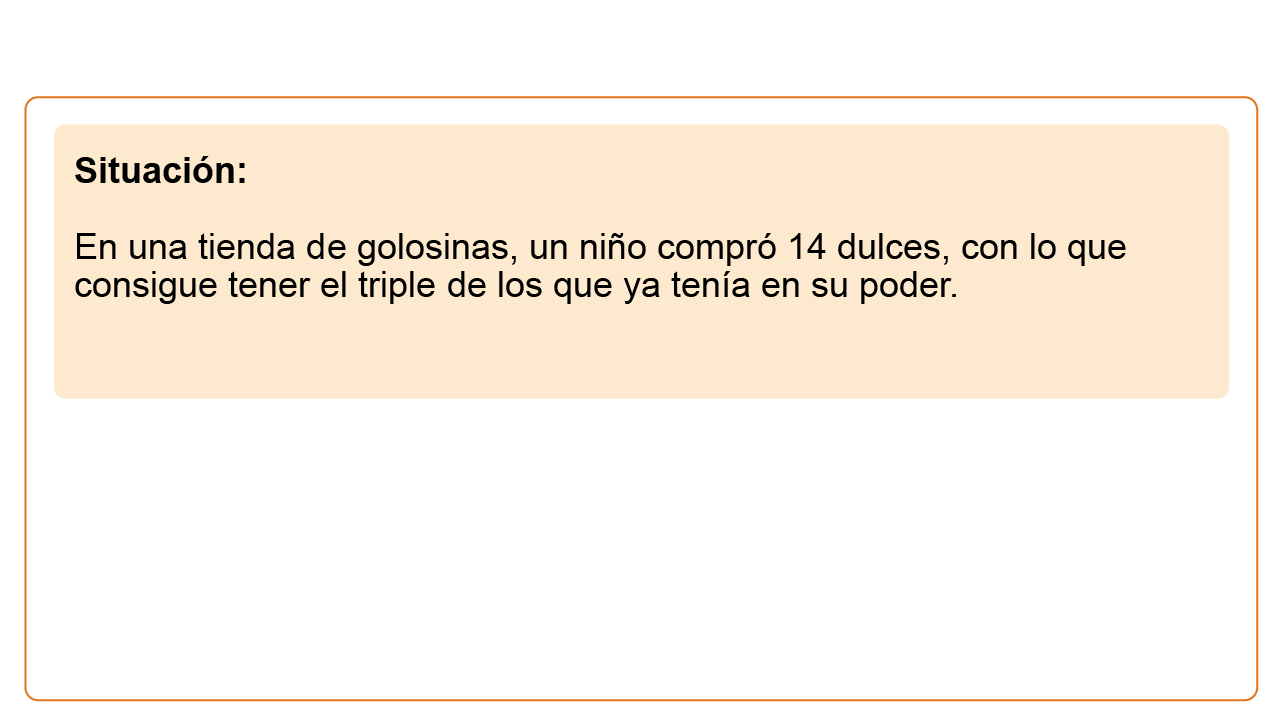 Situación:
En una tienda de golosinas, un niño compró 14 dulces, con lo que
consigue tener el triple de los que ya tenía en su poder.